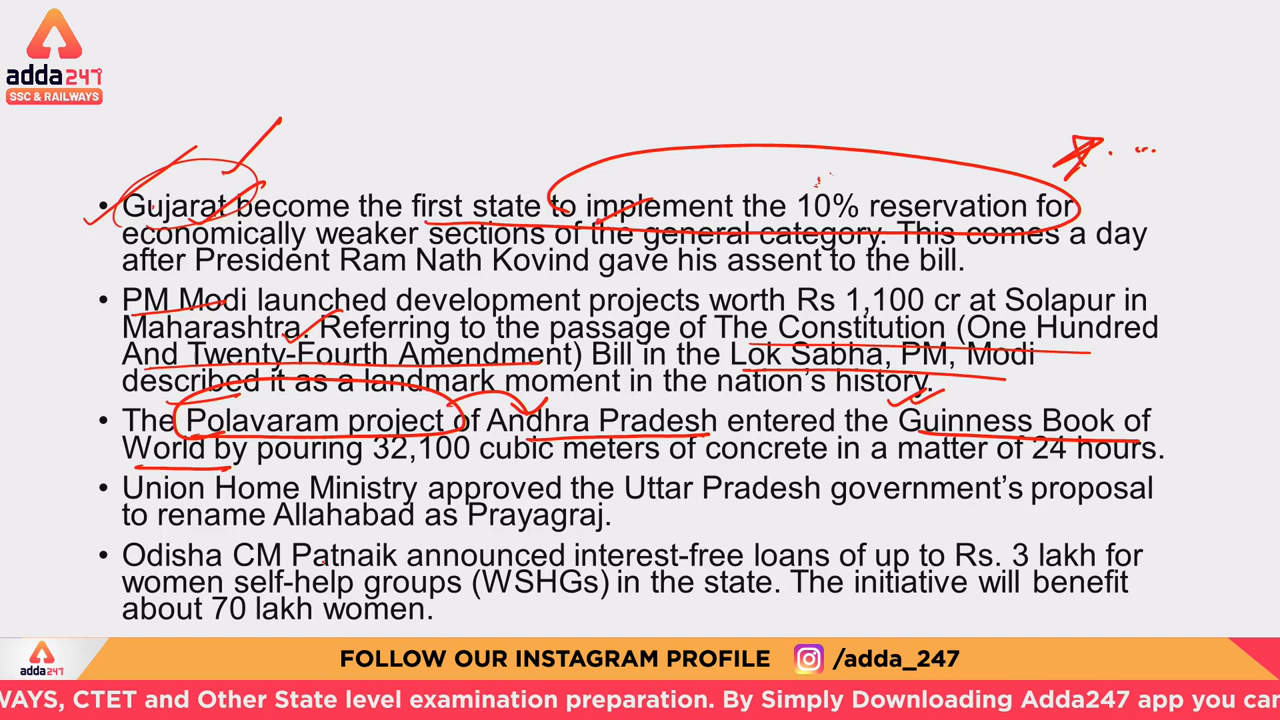 adda247
SSC & RAILWAYS
• Gujarat become the first state to implement the 10% reservation for
economically weaker sections of the general category. This comes a day
after President Ram Nath Kovind gave his assent to the bill.
• PM Modi launched development projects worth Rs 1,100 cr at Solapur in
Maharashtra. Referring to the passage of The Constitution (One Hundred
And Twenty-Fourth Amendment) Bill in the Lok Sabha, PM, Modi
described it as a landmark moment in the nation's history.
• The Polavaram project of Andhra Pradesh entered the Guinness Book of
World by pouring 32,100 cubic meters of concrete in a matter of 24 hours.
• Union Home Ministry approved the Uttar Pradesh government's proposal
to rename Allahabad as Prayagraj.
• Odisha CM Patnaik announced interest-free loans of up to Rs. 3 lakh for
women self-help groups (WSHGs) in the state. The initiative will benefit
about 70 lakh women.
adda247
FOLLOW OUR INSTAGRAM PROFILE /adda_247
WAYS, CTET and Other State level examination preparation. By Simply Downloading Adda247 app you can